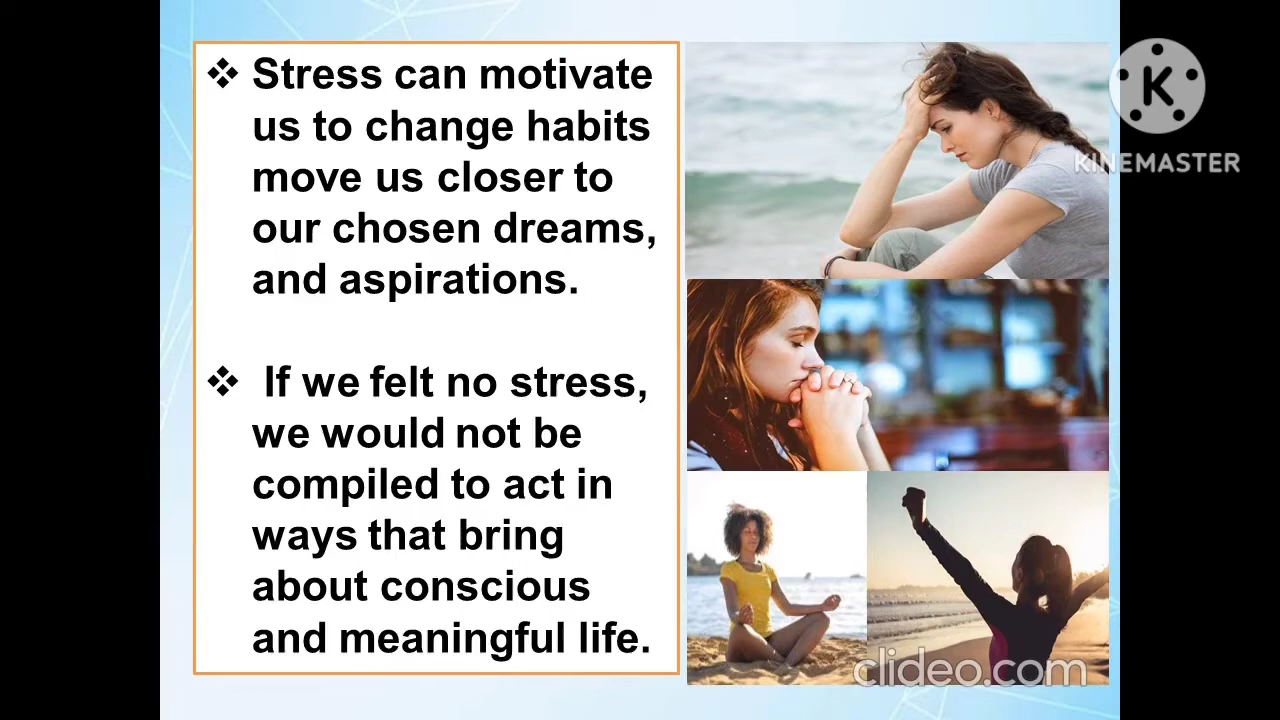 ❖ Stress can motivate
us to change habits
move us closer to
our chosen dreams,
and aspirations.
❖ If we felt no stress,
we would not be
compiled to act in
ways that bring
about conscious
and meaningful life.
K
KINEMASTER
clideo.com